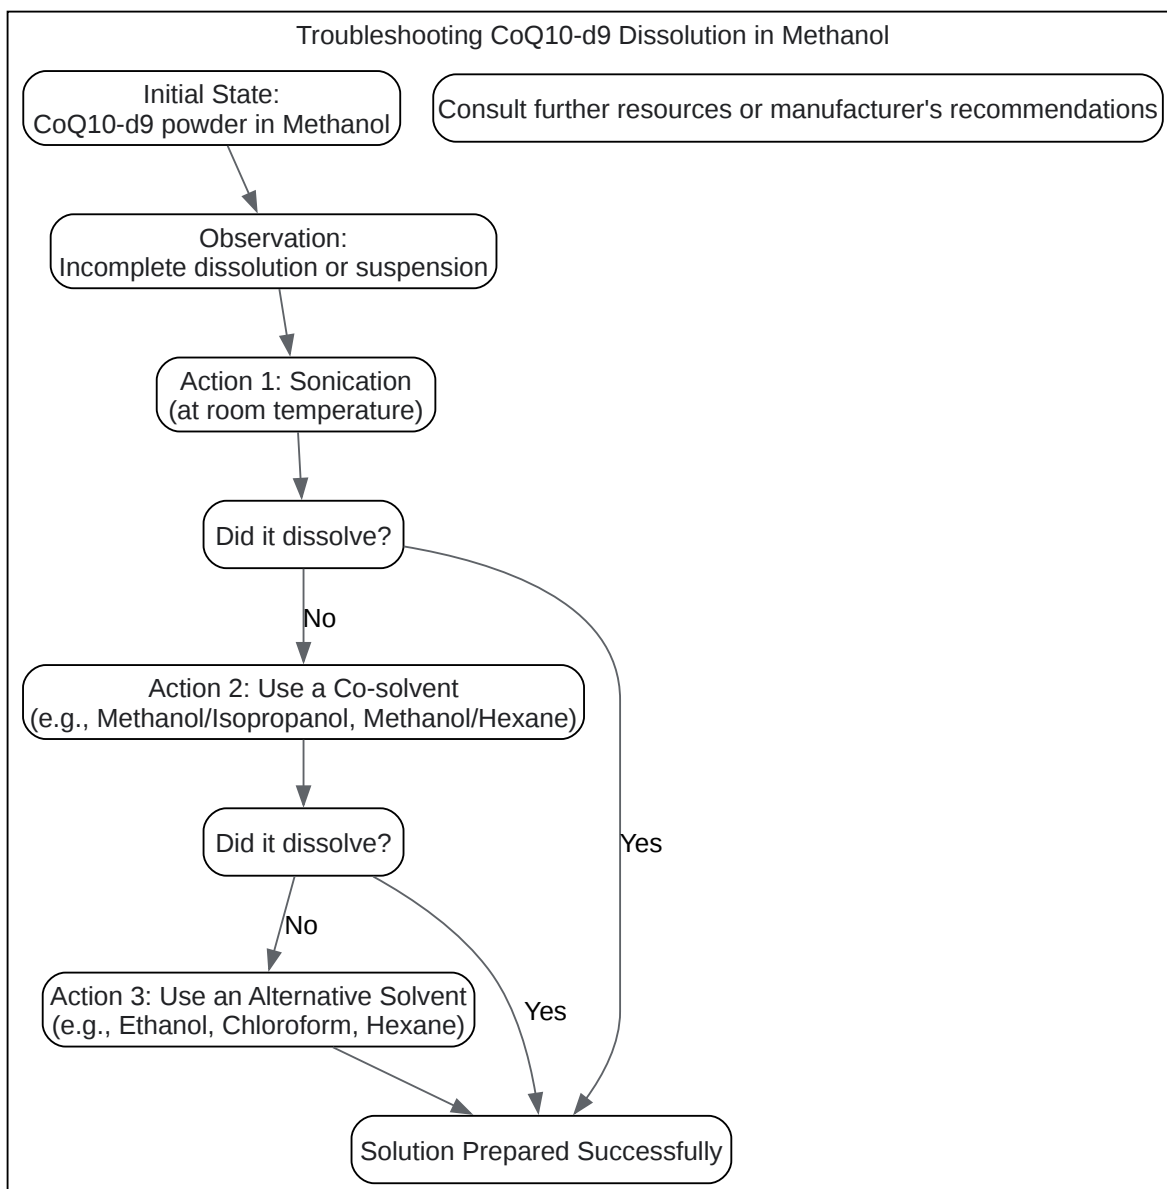 Troubleshooting CoQ10-d9 Dissolution in Methanol
Initial State:
CoQ10-d9 powder in Methanol
Consult further resources or manufacturer's recommendations
Observation:
Incomplete dissolution or suspension
Action 1: Sonication
(at room temperature)
Did it dissolve?
No
Action 2: Use a Co-solvent
(e.g., Methanol/Isopropanol, Methanol/Hexane)
Did it dissolve?
Yes
No
Action 3: Use an Alternative Solvent
(e.g., Ethanol, Chloroform, Hexane)
Yes
Solution Prepared Successfully